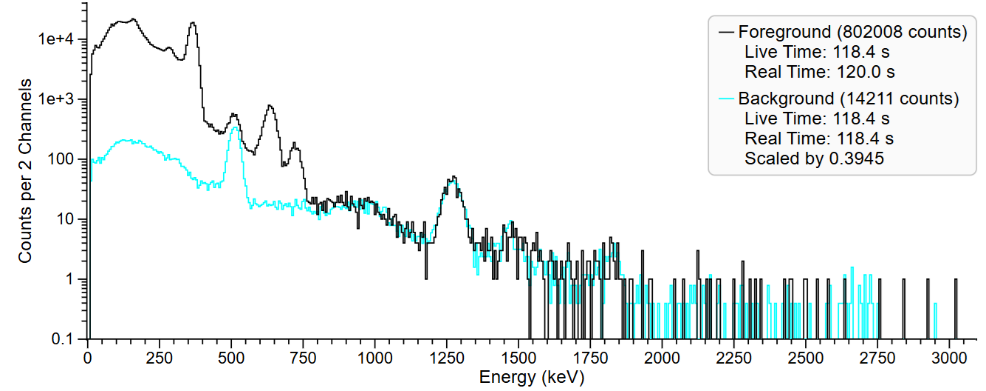 Counts per 2 Channels
1e+4
1e+3
100
10
1
0.1
0 250 500 750 1000 1250 1500 1750 2000 2250 2500 2750 3000
Energy (keV)
Foreground (802008 counts)
Live Time: 118.4 s
Real Time: 120.0 s
Background (14211 counts)
Live Time: 118.4 s
Real Time: 118.4 s
Scaled by 0.3945